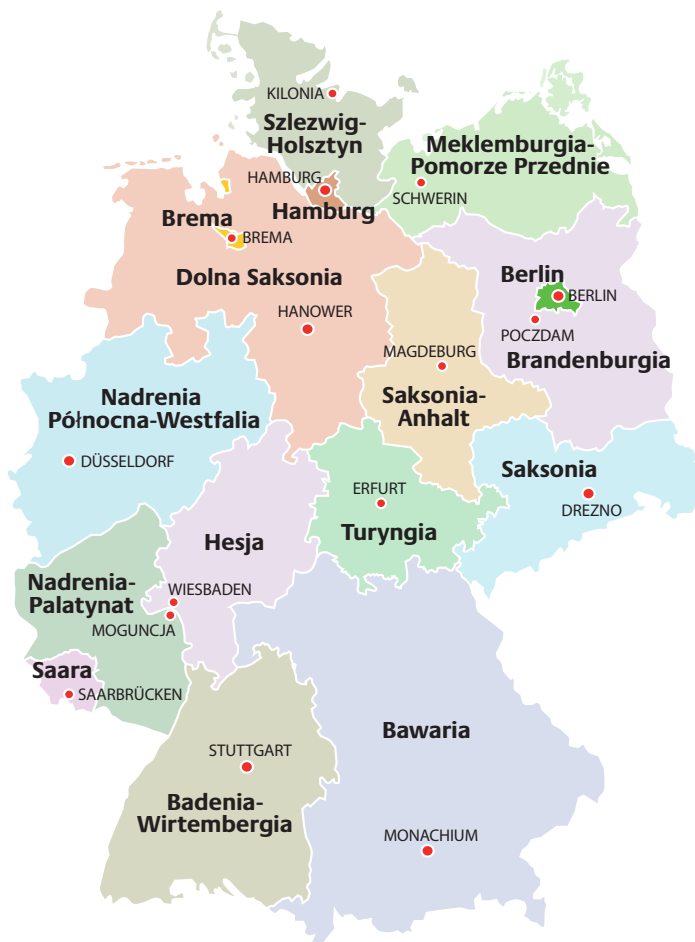 KILONIA
Szlezwig-
Holsztyn
Meklemburgia-
Pomorze Przednie
HAMBURG
SCHWERIN
Brema
Hamburg
BREMA
Dolna Saksonia
Berlin
BERLIN
HANOWER
POCZDAM
MAGDEBURG
Brandenburgia
Nadrenia
Północna-Westfalia
Saksonia-
Anhalt
DÜSSELDORF
Saksonia
ERFURT
DREZNO
Turyngia
Hesja
Nadrenia-
Palatynat
WIESBADEN
MOGUNCJA
Saara
SAARBRÜCKEN
Bawaria
STUTTGART
Badenia-
Wirtembergia
MONACHIUM